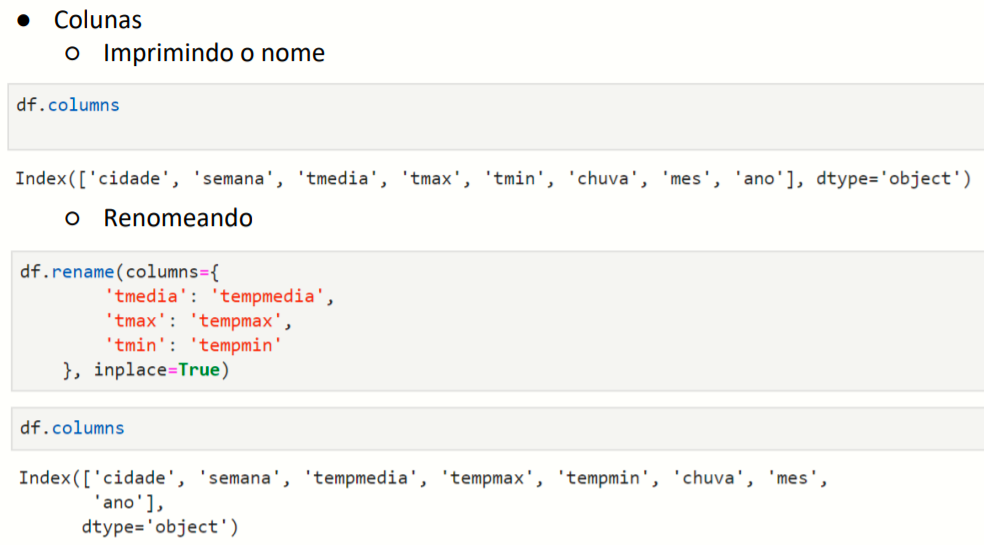 ● Colunas
○ Imprimindo o nome
df.columns
Index(['cidade', 'semana', 'tmedia', 'tmax', 'tmin', 'chuva', 'mes', 'ano'], dtype='object')
○ Renomeando
df.rename(columns={
        'tmedia': 'tempmedia',
        'tmax': 'tempmax',
        'tmin': 'tempmin'
    }, inplace=True)
df.columns
Index(['cidade', 'semana', 'tempmedia', 'tempmax', 'tempmin', 'chuva', 'mes',
       'ano'],
      dtype='object')